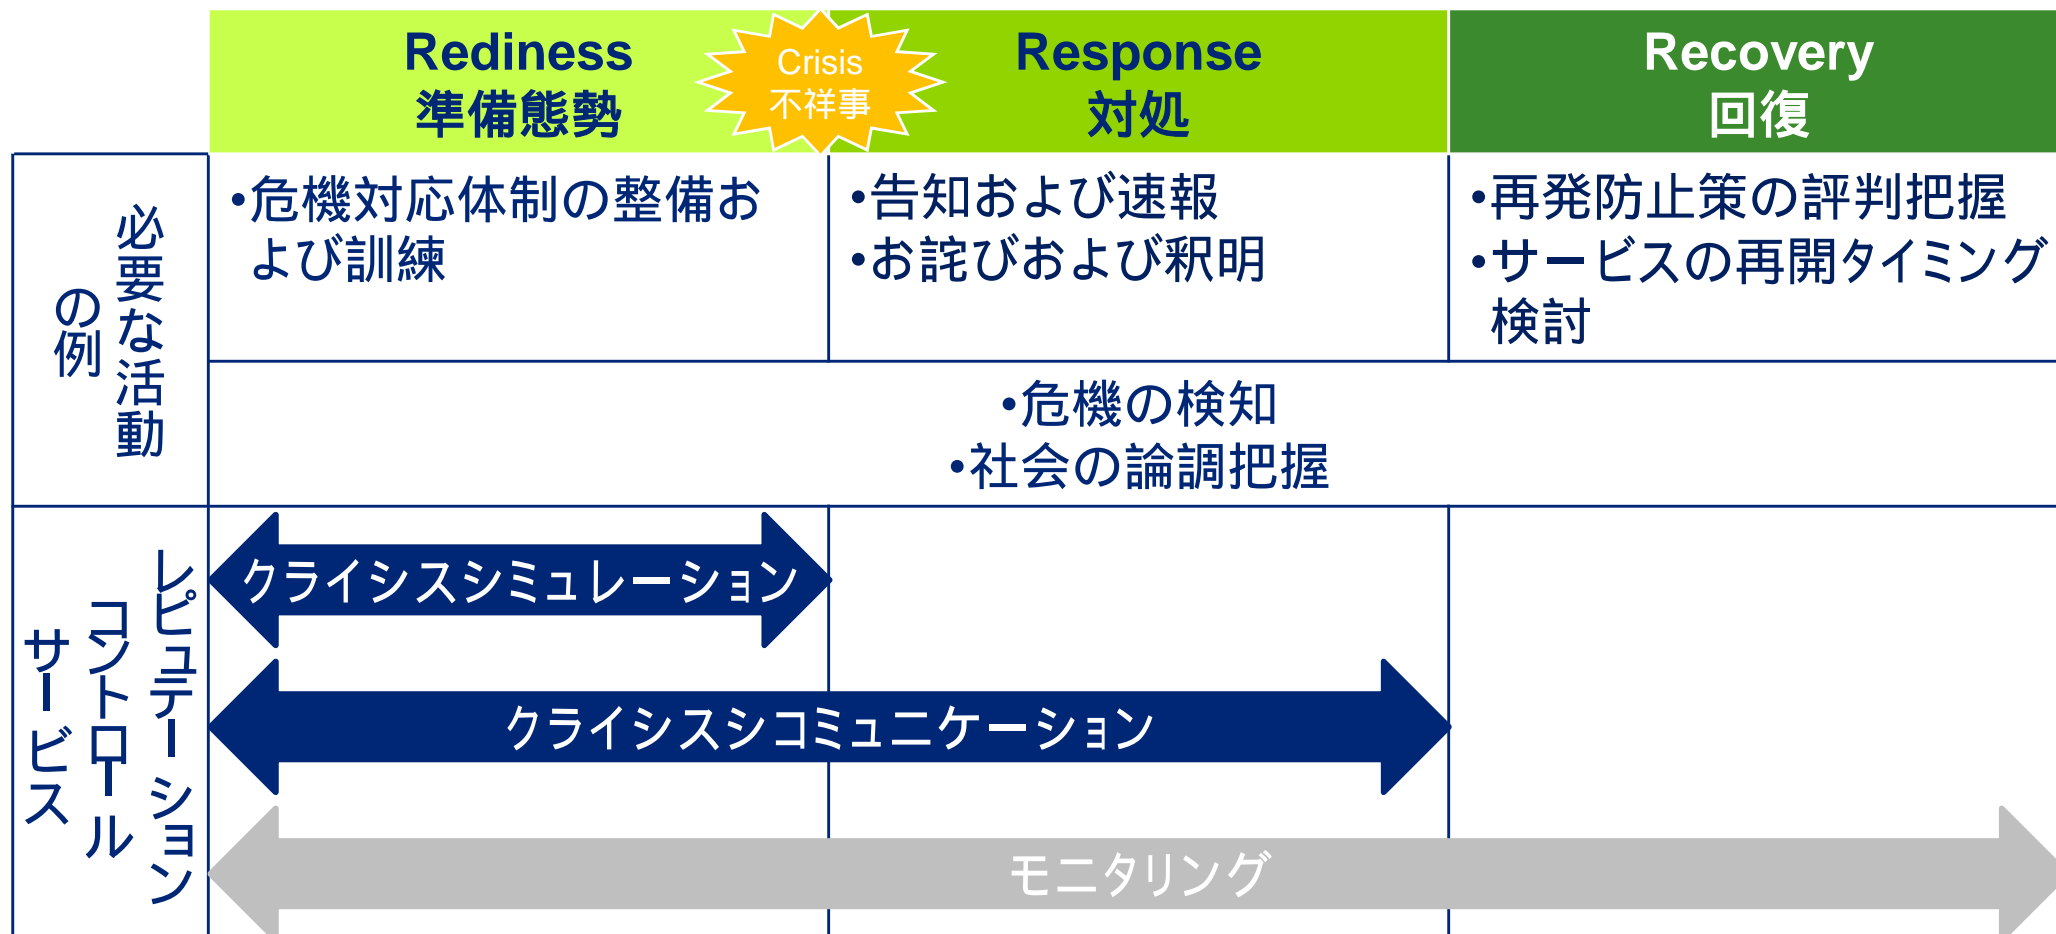 Rediness
準備態勢
Crisis
不祥事
Response
対処
Recovery
回復
必要な活動
の例
•危機対応体制の整備お
よび訓練
•告知および速報
•お詫びおよび釈明
•再発防止策の評判把握
•サービスの再開タイミング
検討
•危機の検知
•社会の論調把握
レピュテーション
コントロール
サービス
クライシスシミュレーション
クライシスシコミュニケーション
モニタリング